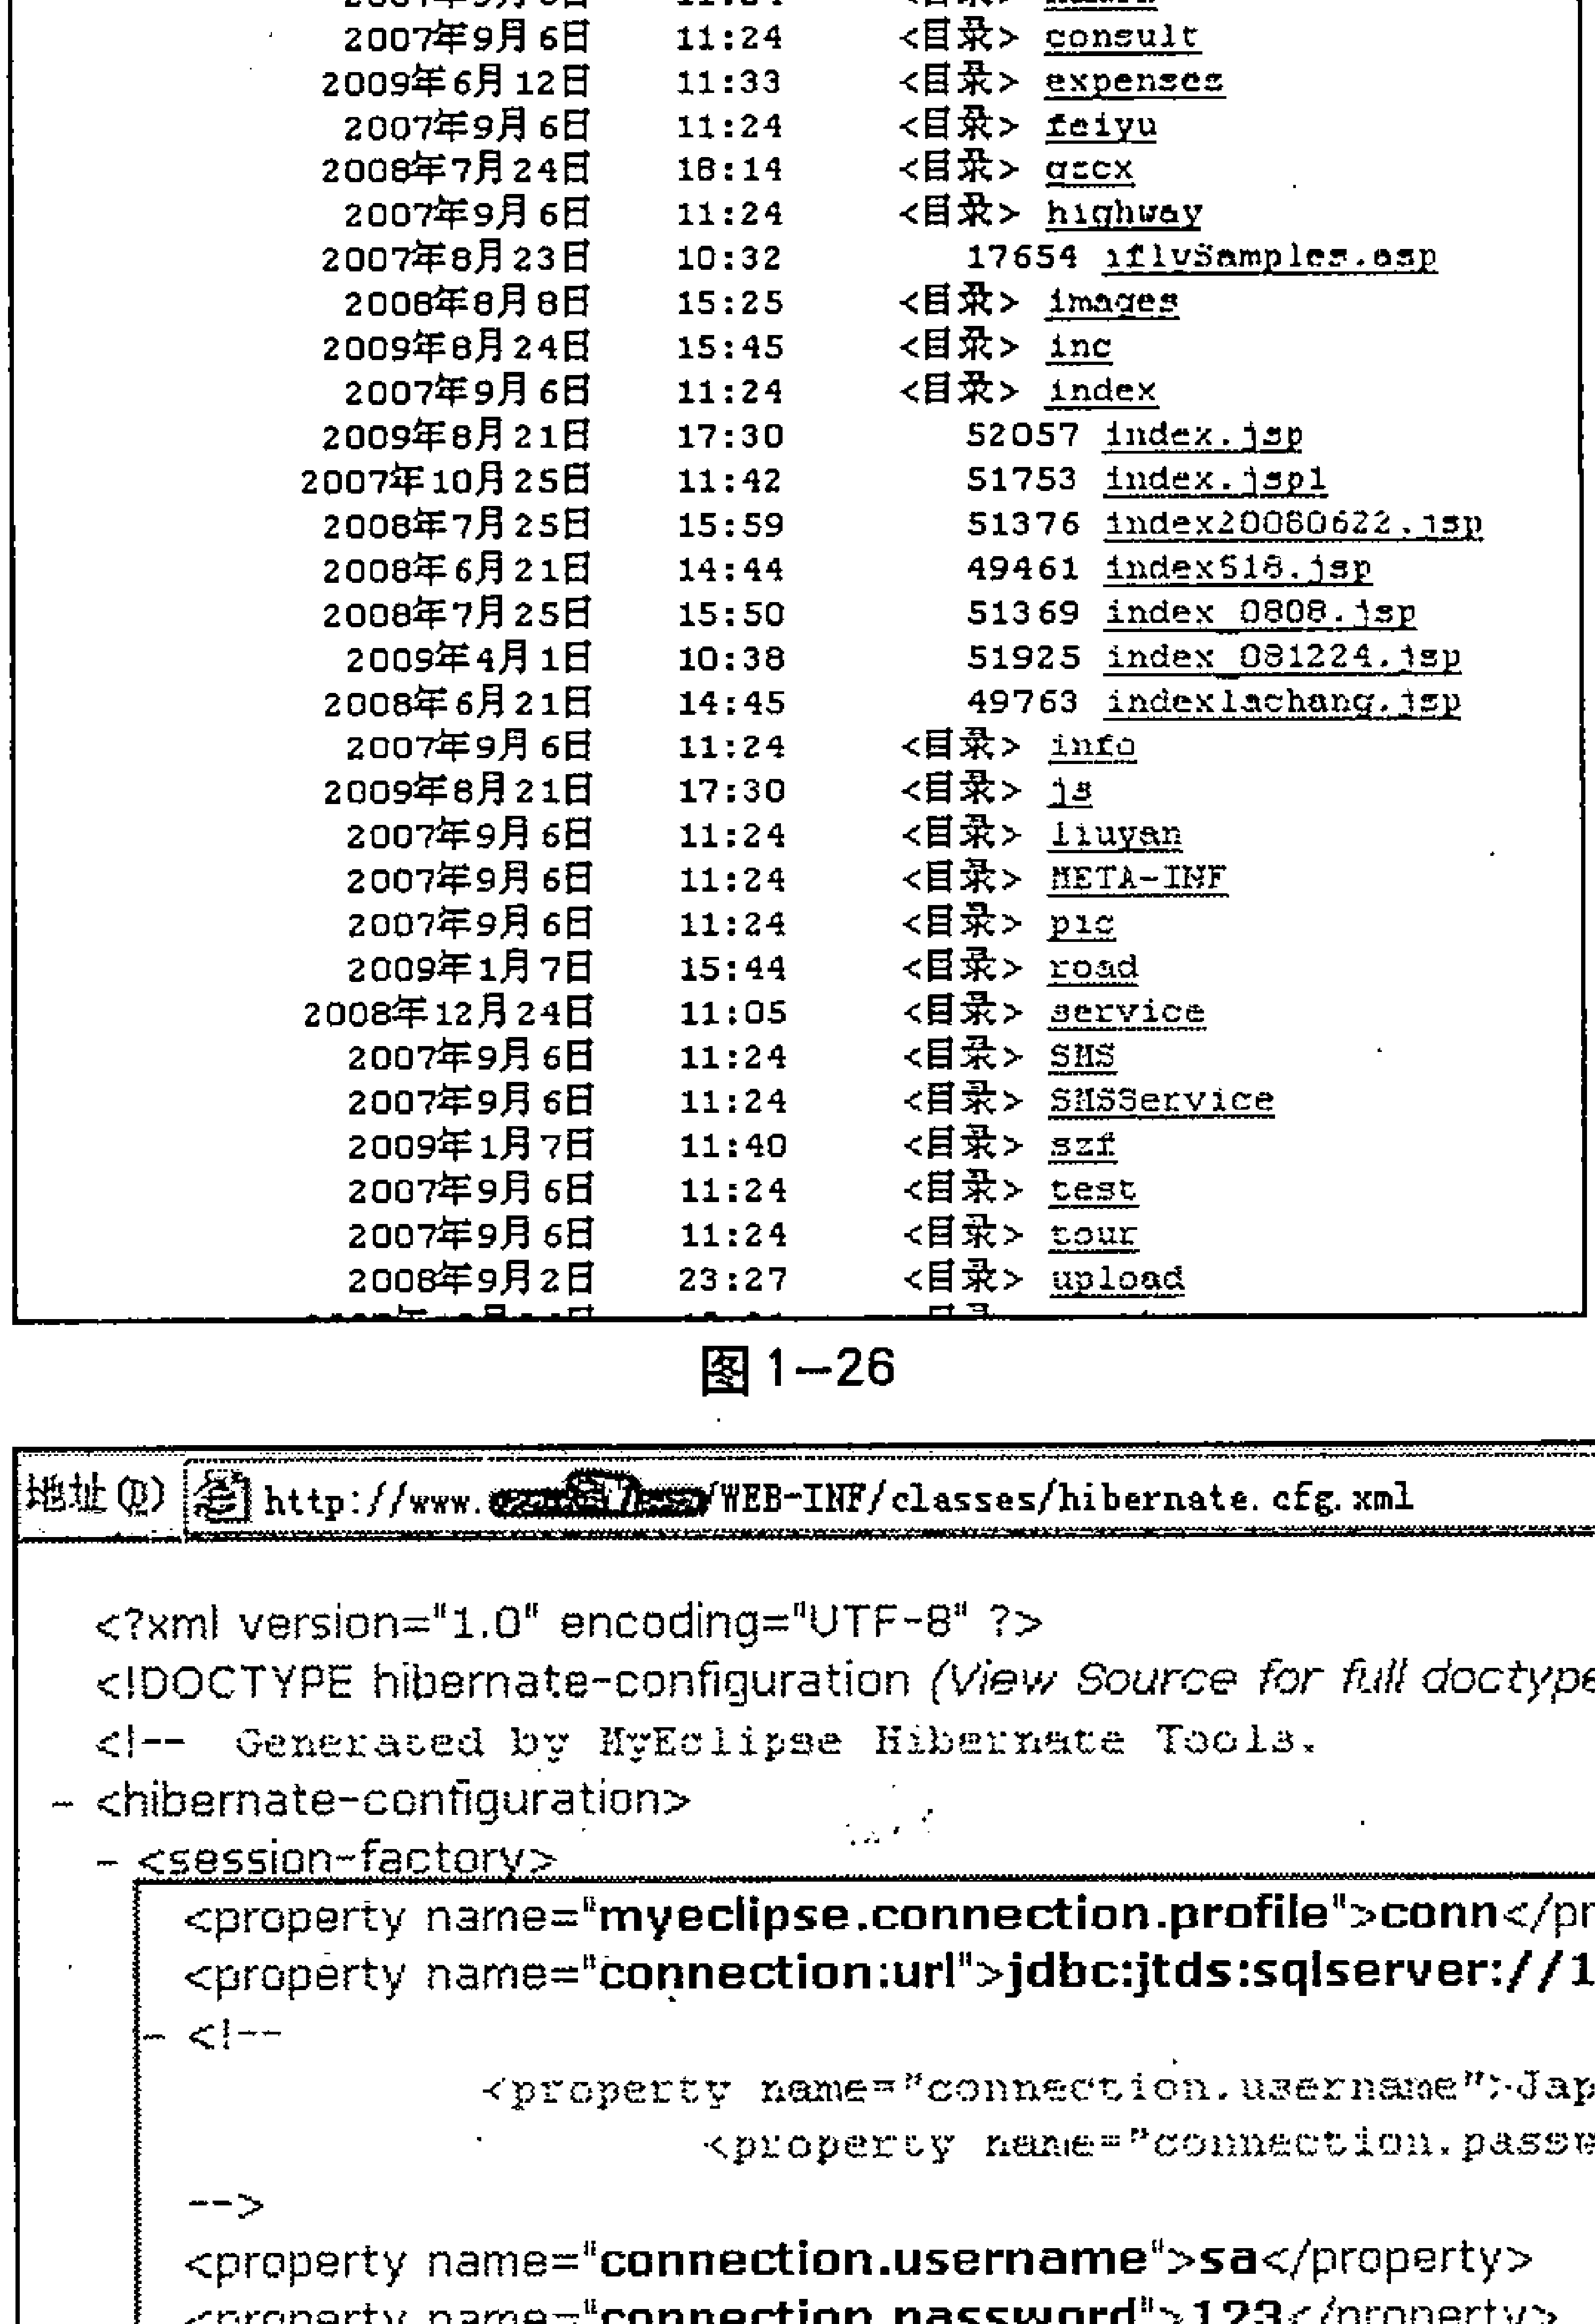 2007年9月6日 11:24 <目录> consult
2009年6月12日 11:33 <目录> expenses
2007年9月6日 11:24 <目录> feiyu
2008年7月24日 18:14 <目录> gzcx
2007年9月6日 11:24 <目录> highway
2007年8月23日 10:32 17654 iflySamples.asp
2008年8月8日 15:25 <目录> images
2009年8月24日 15:45 <目录> inc
2007年9月6日 11:24 <目录> index
2009年8月21日 17:30 52057 index.jsp
2007年10月25日 11:42 51753 index.jsp1
2008年7月25日 15:59 51376 index20080622.jsp
2008年6月21日 14:44 49461 index518.jsp
2008年7月25日 15:50 51369 index_0808.jsp
2009年4月1日 10:38 51925 index_081224.jsp
2008年6月21日 14:45 49763 indexlachang.jsp
2007年9月6日 11:24 <目录> info
2009年8月21日 17:30 <目录> js
2007年9月6日 11:24 <目录> liuyan
2007年9月6日 11:24 <目录> META-INF
2007年9月6日 11:24 <目录> pic
2009年1月7日 15:44 <目录> road
2008年12月24日 11:05 <目录> service
2007年9月6日 11:24 <目录> SMS
2007年9月6日 11:24 <目录> SMSService
2009年1月7日 11:40 <目录> szf
2007年9月6日 11:24 <目录> test
2007年9月6日 11:24 <目录> tour
2008年9月2日 23:27 <目录> upload
图1-26
地址(D) http://www. /WEB-INF/classes/hibernate.cfg.xml
<?xml version="1.0" encoding="UTF-8" ?>
<!DOCTYPE hibernate-configuration (View Source for full doctype
<!-- Generated by MyEclipse Hibernate Tools.
- <hibernate-configuration>
- <session-factory>
<property name="myeclipse.connection.profile">conn</pr
<property name="connection:url">jdbc:jtds:sqlserver://1
- <!--
<property name="connection.username">Jap
<property name="connection.passw
-->
<property name="connection.username">sa</property>
<property name="connection.password">123</property>